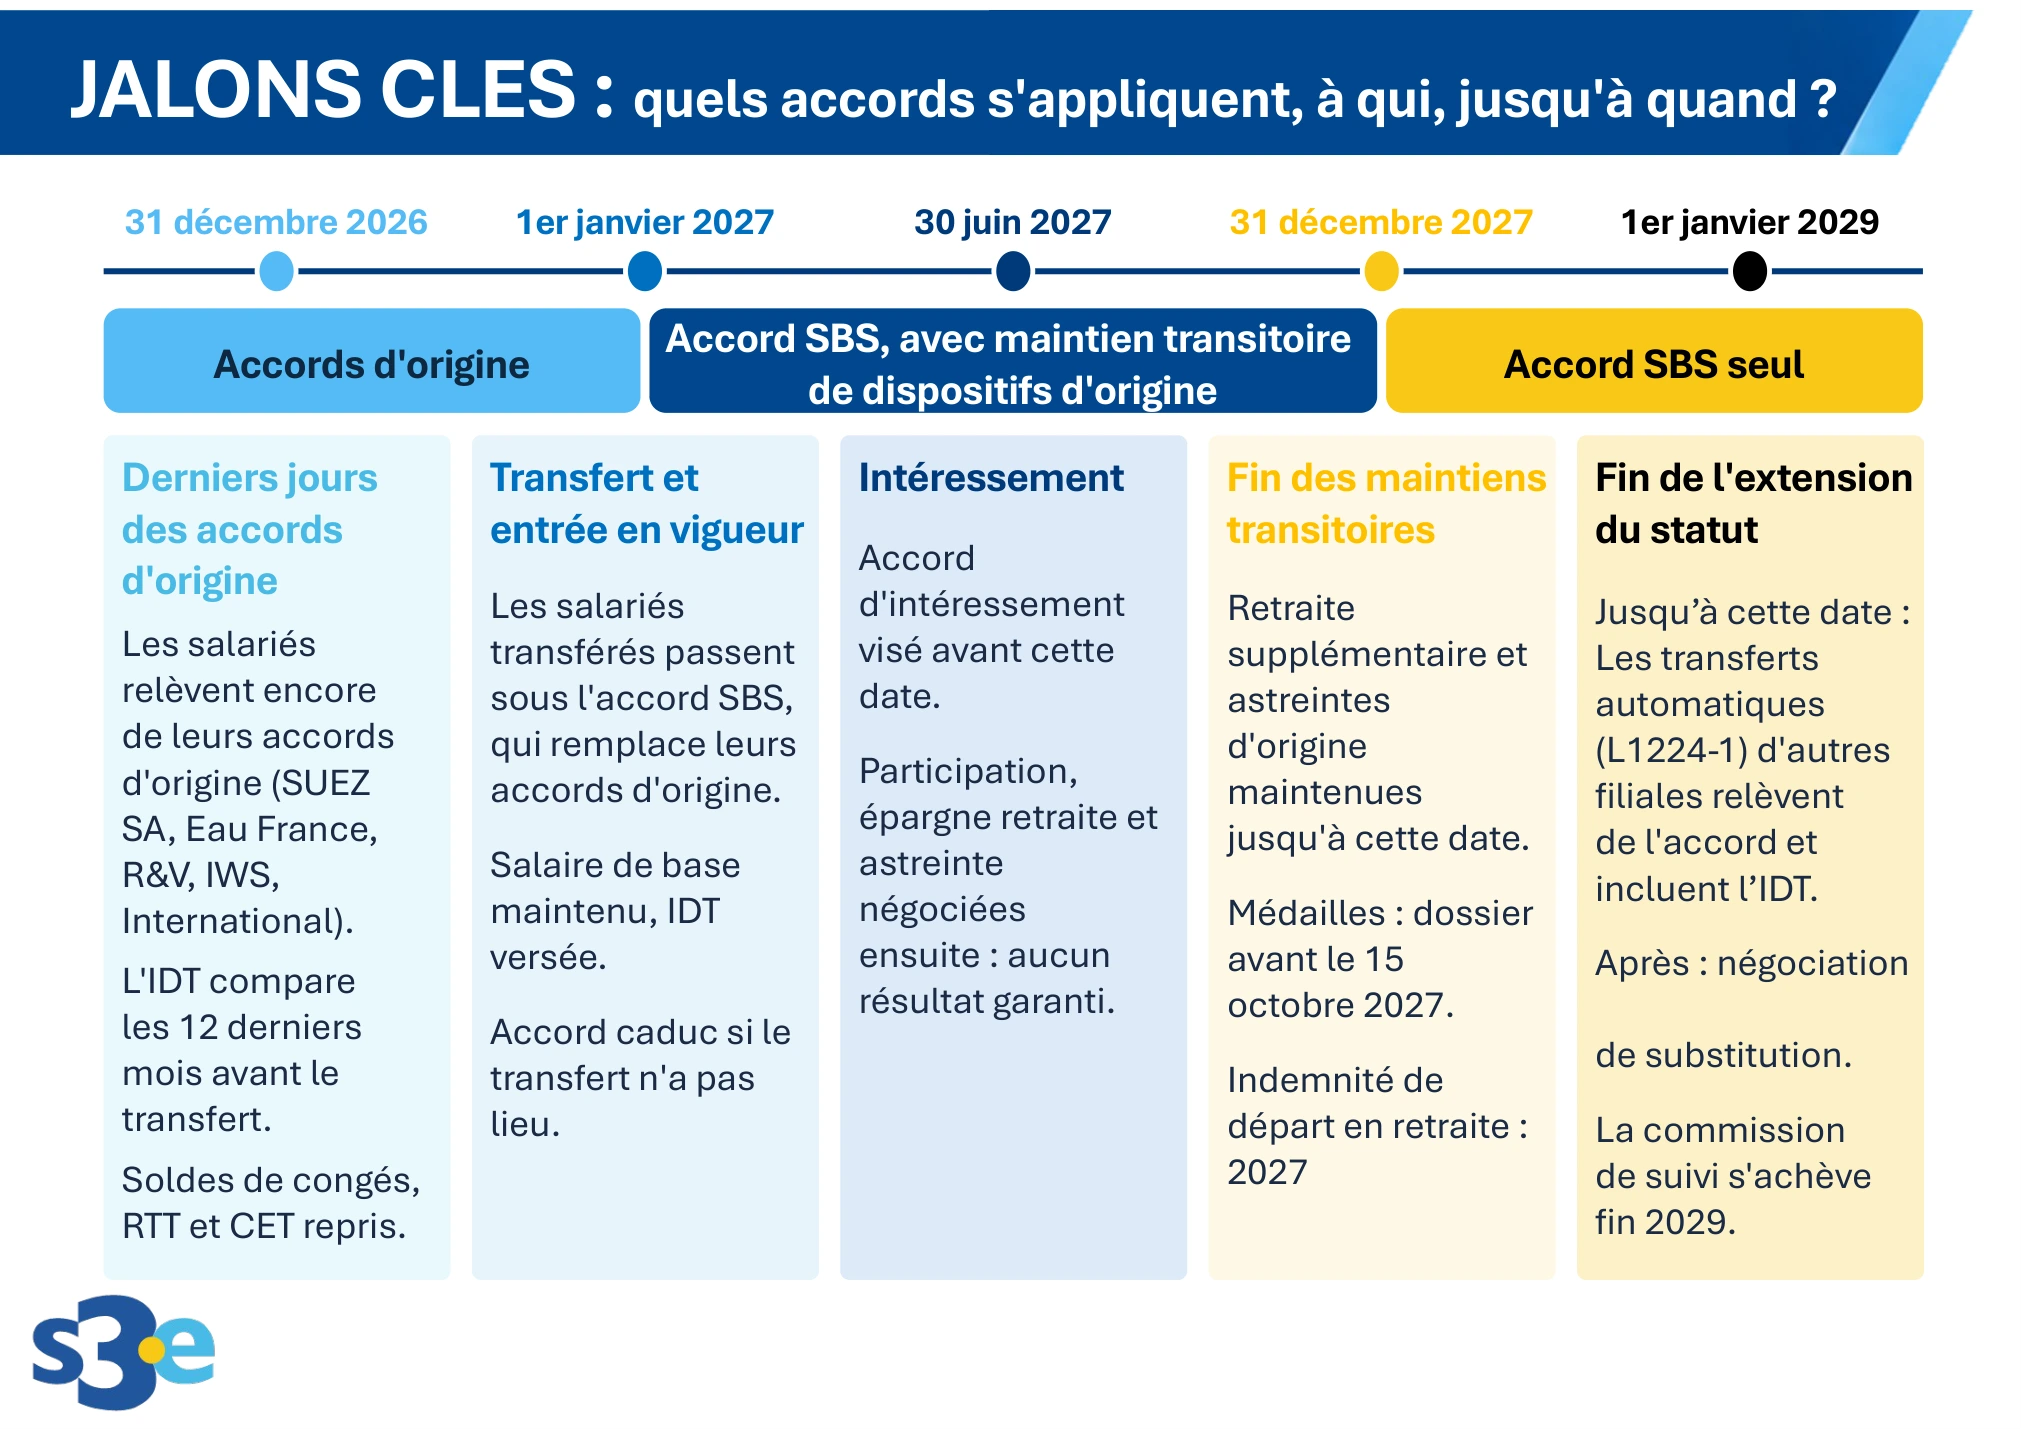 JALONS CLES : quels accords s'appliquent, à qui, jusqu'à quand ?
31 décembre 2026
1er janvier 2027
30 juin 2027
31 décembre 2027
1er janvier 2029
Accords d'origine
Accord SBS, avec maintien transitoire
de dispositifs d'origine
Accord SBS seul
Derniers jours
des accords
d'origine
Les salariés
relèvent encore
de leurs accords
d'origine (SUEZ
SA, Eau France,
R&V, IWS,
International).
L'IDT compare
les 12 derniers
mois avant le
transfert.
Soldes de congés,
RTT et CET repris.
Transfert et
entrée en vigueur
Les salariés
transférés passent
sous l'accord SBS,
qui remplace leurs
accords d'origine.
Salaire de base
maintenu, IDT
versée.
Accord caduc si le
transfert n'a pas
lieu.
Intéressement
Accord
d'intéressement
visé avant cette
date.
Participation,
épargne retraite et
astreinte
négociées
ensuite : aucun
résultat garanti.
Fin des maintiens
transitoires
Retraite
supplémentaire et
astreintes
d'origine
maintenues
jusqu'à cette date.
Médailles : dossier
avant le 15
octobre 2027.
Indemnité de
départ en retraite :
2027
Fin de l'extension
du statut
Jusqu’à cette date :
Les transferts
automatiques
(L1224-1) d'autres
filiales relèvent
de l'accord et
incluent l’IDT.
Après : négociation
de substitution.
La commission
de suivi s'achève
fin 2029.
s3e